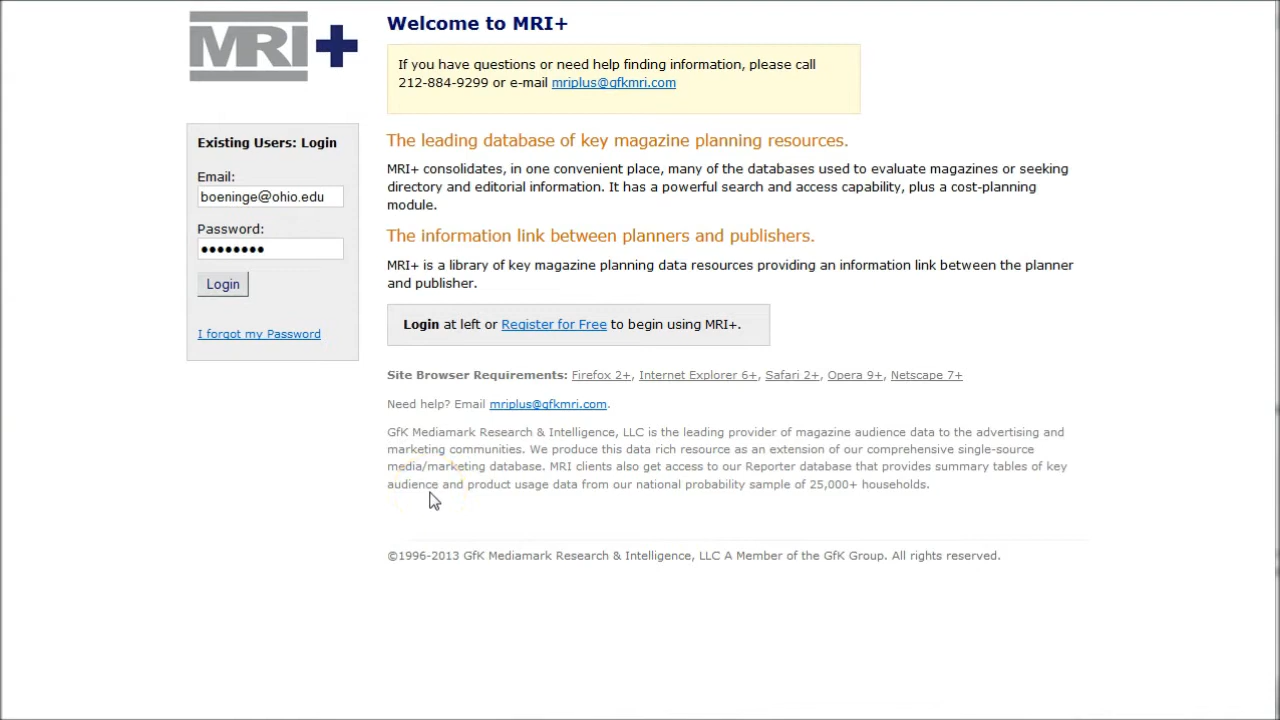 MRI+
Welcome to MRI+
If you have questions or need help finding information, please call
212-884-9299 or e-mail mriplus@gfkmri.com
Existing Users: Login
Email:
boeninge@ohio.edu
Password:
●●●●●●●●
Login
I forgot my Password
The leading database of key magazine planning resources.
MRI+ consolidates, in one convenient place, many of the databases used to evaluate magazines or seeking
directory and editorial information. It has a powerful search and access capability, plus a cost-planning
module.
The information link between planners and publishers.
MRI+ is a library of key magazine planning data resources providing an information link between the planner
and publisher.
Login at left or Register for Free to begin using MRI+.
Site Browser Requirements: Firefox 2+, Internet Explorer 6+, Safari 2+, Opera 9+, Netscape 7+
Need help? Email mriplus@gfkmri.com.
GfK Mediamark Research & Intelligence, LLC is the leading provider of magazine audience data to the advertising and
marketing communities. We produce this data rich resource as an extension of our comprehensive single-source
media/marketing database. MRI clients also get access to our Reporter database that provides summary tables of key
audience and product usage data from our national probability sample of 25,000+ households.
©1996-2013 GfK Mediamark Research & Intelligence, LLC A Member of the GfK Group. All rights reserved.